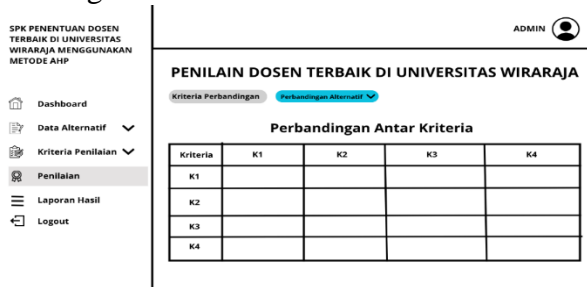 SPK PENENTUAN DOSEN
TERBAIK DI UNIVERSITAS
WIRARAJA MENGGUNAKAN
METODE AHP
ADMIN
Dashboard
Data Alternatif
Kriteria Penilaian
Penilaian
Laporan Hasil
Logout
PENILAIN DOSEN TERBAIK DI UNIVERSITAS WIRARAJA
Kriteria Perbandingan Perbandingan Alternatif
Perbandingan Antar Kriteria
Kriteria K1 K2 K3 K4
K1
K2
K3
K4